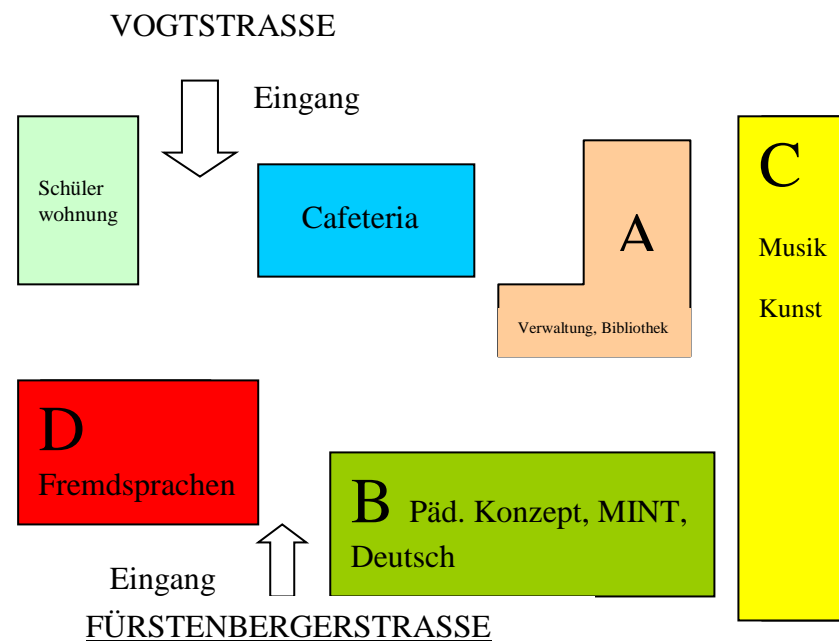 VOGTSTRASSE
Eingang
Schüler
wohnung
Cafeteria
A
Verwaltung, Bibliothek
C
Musik
Kunst
D
Fremdsprachen
B Päd. Konzept, MINT,
Deutsch
Eingang
FÜRSTENBERGERSTRASSE